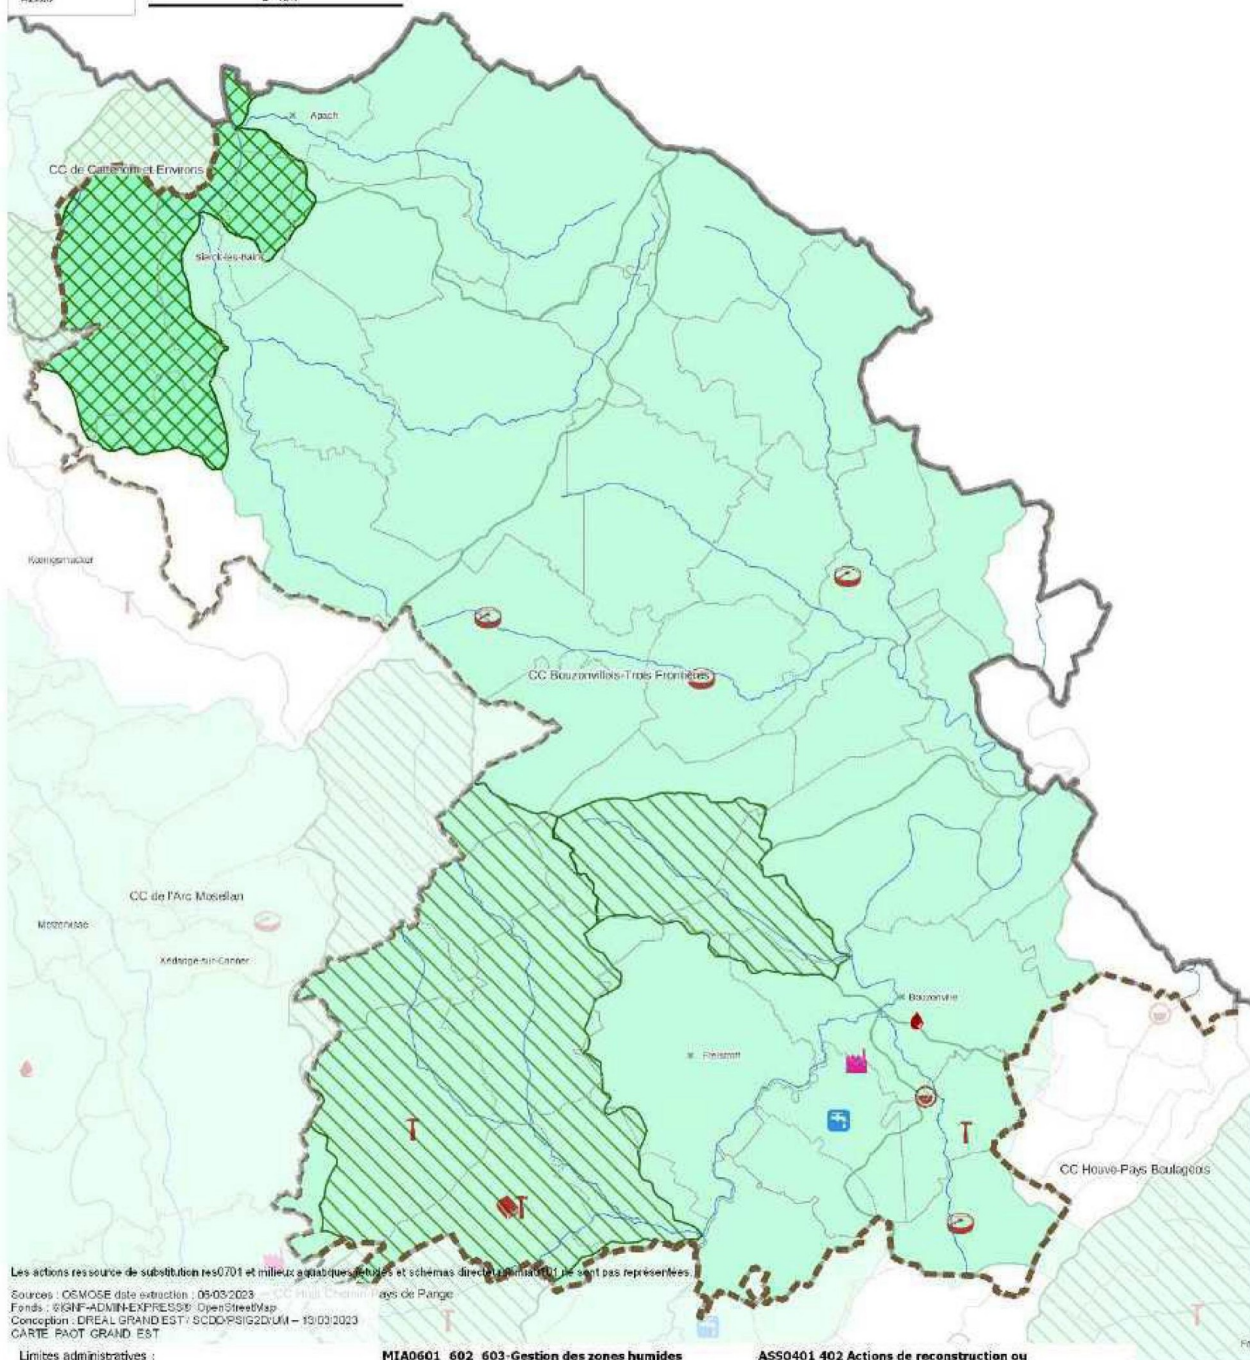 Apach
CC de Cattenom et Environs
Sierck-les-Bains
Kœnigsmacker
CC Bouzonvillois-Trois Frontières
CC de l'Arc Mosellan
Metzervisse
Kédange-sur-Canner
Bouzonville
Freistroff
CC Houve-Pays Boulageois
Les actions ressource de substitution res0701 et milieux aquatiques études et schémas directeurs mia0101 ne sont pas représentées.
Sources : OSMOSE date extraction : 06/03/2023
CC Haut Chemin-Pays de Pange
Fonds : ©IGNF-ADMIN-EXPRESS® OpenStreetMap
Conception : DREAL GRAND EST / SCDD/PSIG2D/UM – 13/03/2023
CARTE PAOT GRAND EST
Limites administratives :
MIA0601_602_603-Gestion des zones humides
ASS0401 402 Actions de reconstruction ou